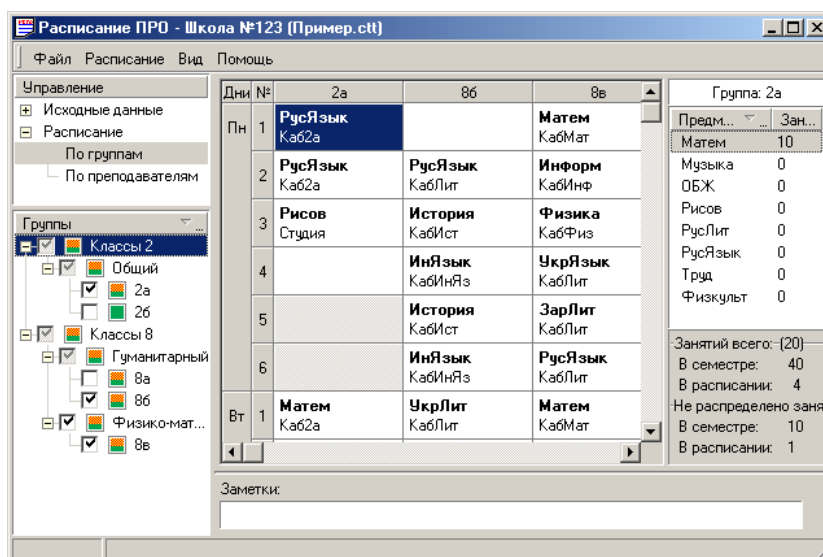 Расписание ПРО - Школа №123 (Пример.ctt)
Файл Расписание Вид Помощь
Управление
Исходные данные
Расписание
По группам
По преподавателям
Группы
Классы 2
Общий
2а
2б
Классы 8
Гуманитарный
8а
8б
Физико-мат...
8в
Дни № 2а 8б 8в
Пн 1 РусЯзык Матем
Каб2а КабМат
2 РусЯзык РусЯзык Информ
Каб2а КабЛит КабИнф
3 Рисов История Физика
Студия КабИст КабФиз
4 ИнЯзык УкрЯзык
КабИнЯз КабЛит
5 История ЗарЛит
КабИст КабЛит
6 ИнЯзык РусЯзык
КабИнЯз КабЛит
Вт 1 Матем УкрЛит Матем
Каб2а КабЛит КабМат
Группа: 2а
Предм... ... Зан...
Матем 10
Музыка 0
ОБЖ 0
Рисов 0
РусЛит 0
РусЯзык 0
Труд 0
Физкульт 0
Занятий всего: (20)
В семестре: 40
В расписании: 4
Не распределено заня
В семестре: 10
В расписании: 1
Заметки: